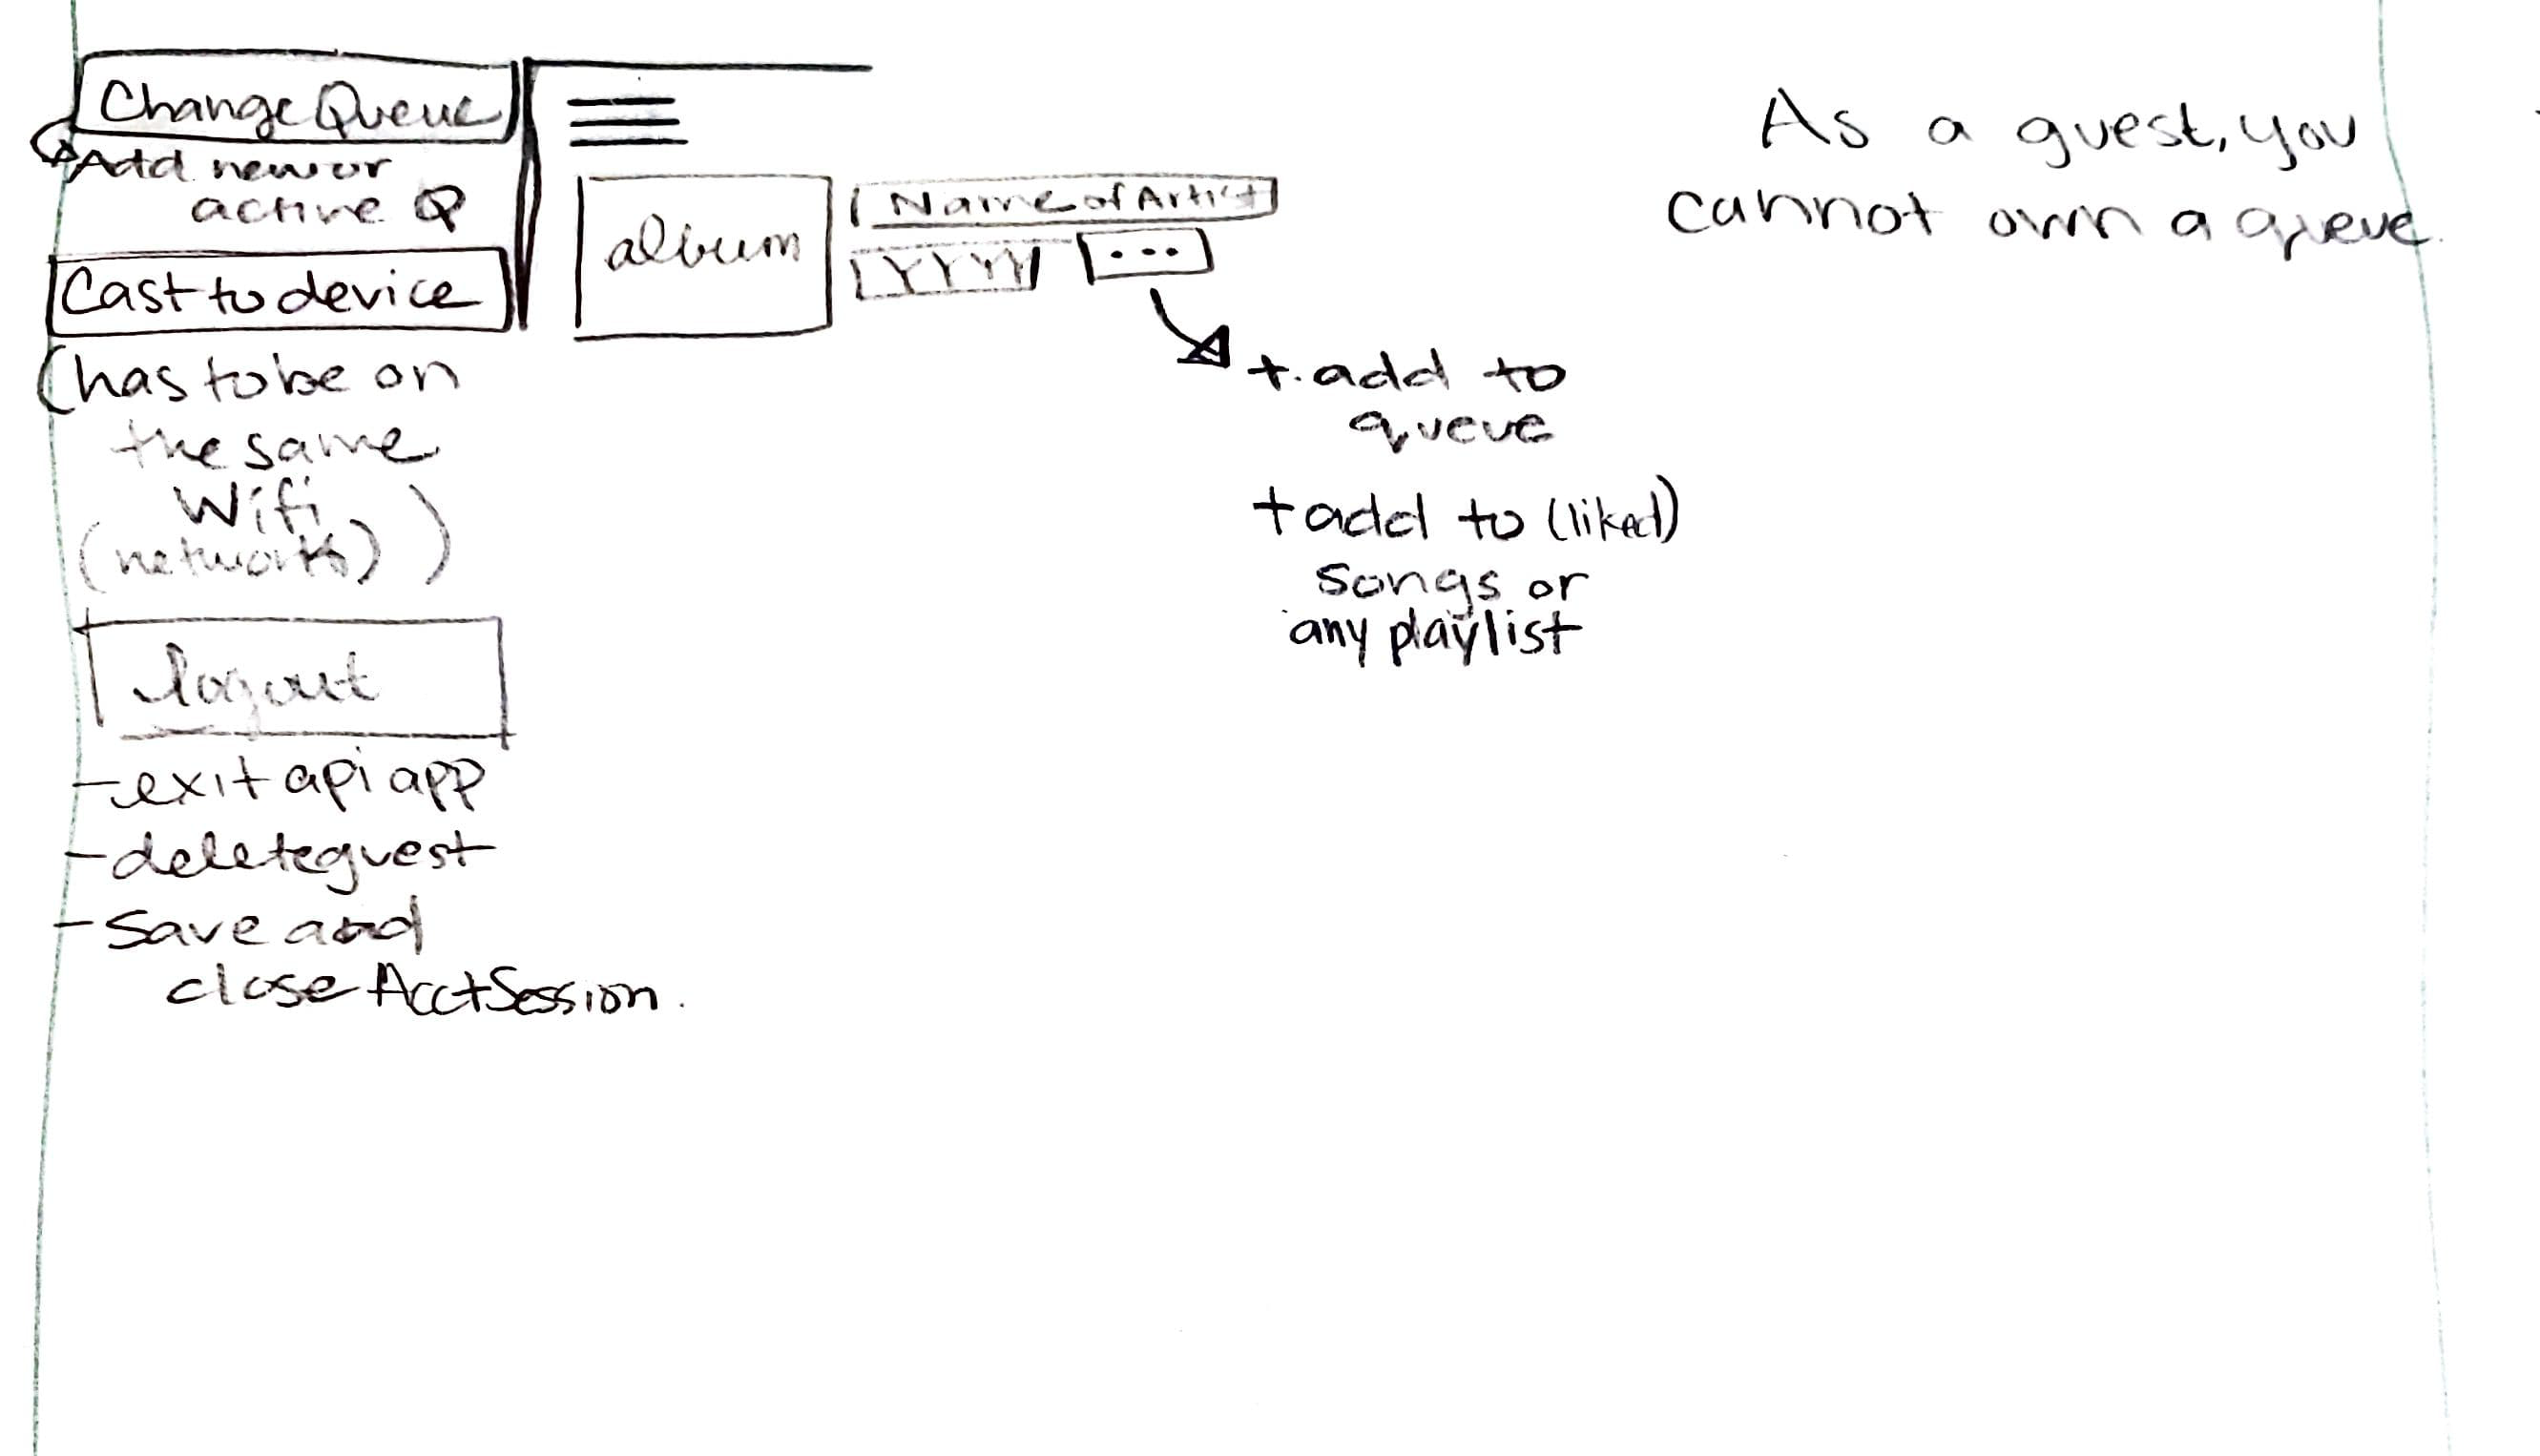 Change Queue
Add new or
active Q
Cast to device
(has to be on
the same
Wifi
(network) )
logout
- exit api app
- delete guest
- Save and
close Acct Session.
album
Name of Artist
YYYY
...
+ add to
queue
+ add to (liked)
songs or
any playlist
As a guest, you
cannot own a queue.